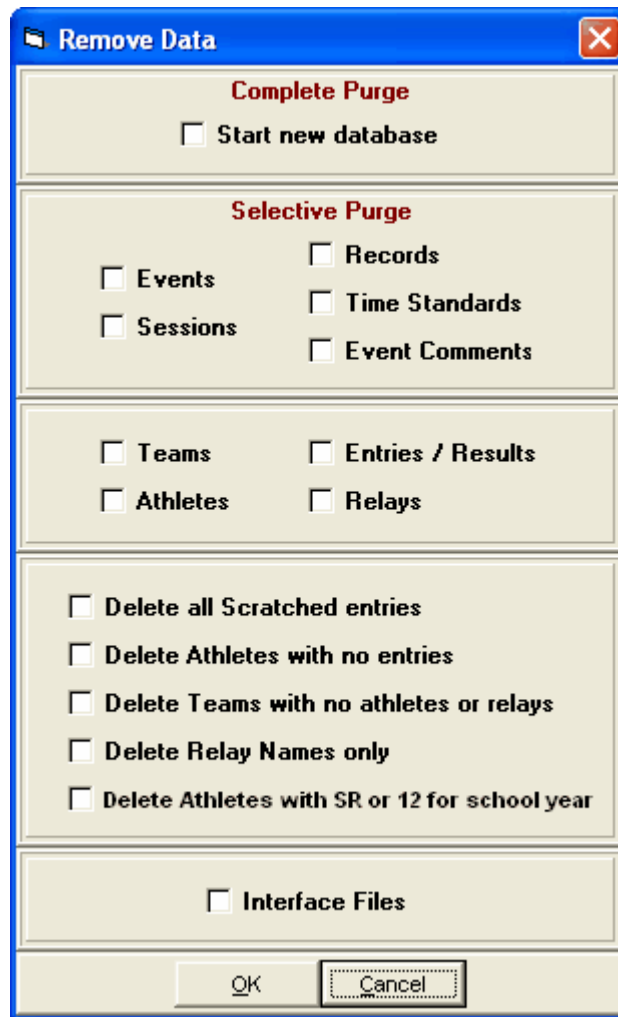 Remove Data
Complete Purge
Start new database
Selective Purge
Events
Sessions
Records
Time Standards
Event Comments
Teams
Athletes
Entries / Results
Relays
Delete all Scratched entries
Delete Athletes with no entries
Delete Teams with no athletes or relays
Delete Relay Names only
Delete Athletes with SR or 12 for school year
Interface Files
OK
Cancel